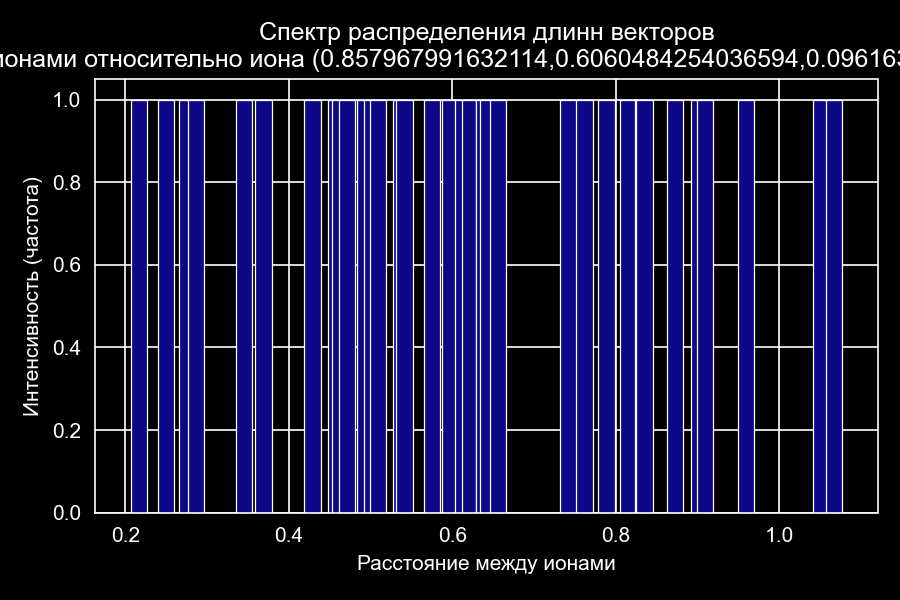 Спектр распределения длинн векторов
ионами относительно иона (0.857967991632114,0.6060484254036594,0.096163
1.0
0.8
0.6
0.4
0.2
0.0
Интенсивность (частота)
0.2 0.4 0.6 0.8 1.0
Расстояние между ионами